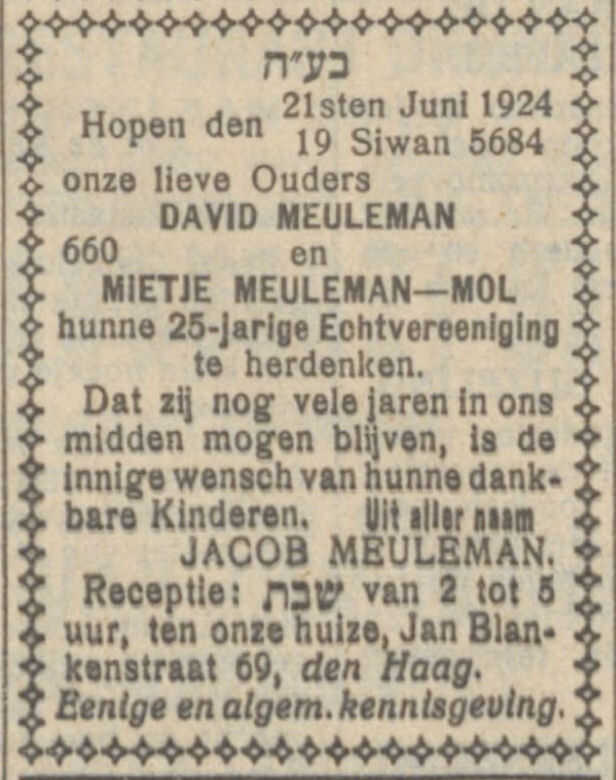 בע״ה
Hopen den 21sten Juni 1924
19 Siwan 5684
onze lieve Ouders
DAVID MEULEMAN
660 en
MIETJE MEULEMAN—MOL
hunne 25-jarige Echtvereeniging
te herdenken.
Dat zij nog vele jaren in ons
midden mogen blijven, is de
innige wensch van hunne dank-
bare Kinderen. Uit aller naam
JACOB MEULEMAN.
Receptie: שבת van 2 tot 5
uur, ten onze huize, Jan Blan-
kenstraat 69, den Haag.
Eenige en algem. kennisgeving.